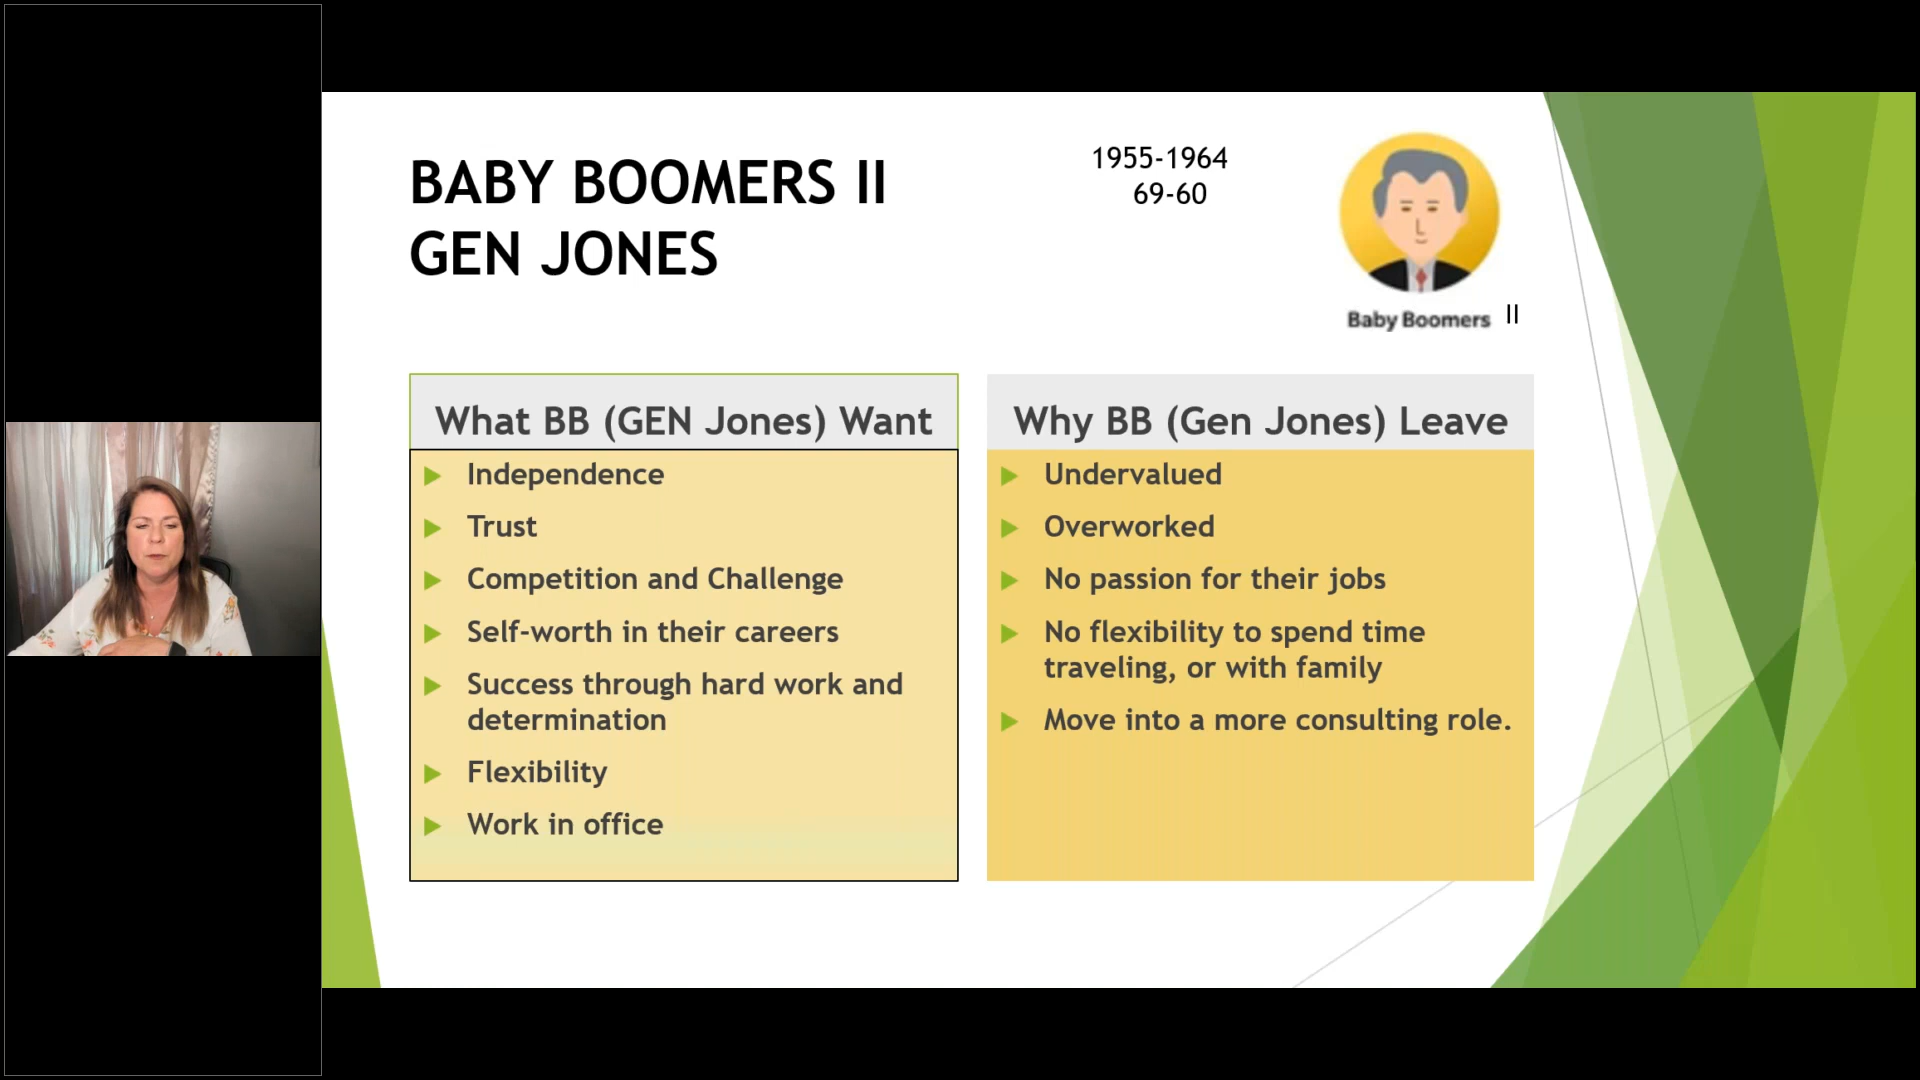 BABY BOOMERS II
GEN JONES
1955-1964
69-60
Baby Boomers II
What BB (GEN Jones) Want
Independence
Trust
Competition and Challenge
Self-worth in their careers
Success through hard work and
determination
Flexibility
Work in office
Why BB (Gen Jones) Leave
Undervalued
Overworked
No passion for their jobs
No flexibility to spend time
traveling, or with family
Move into a more consulting role.